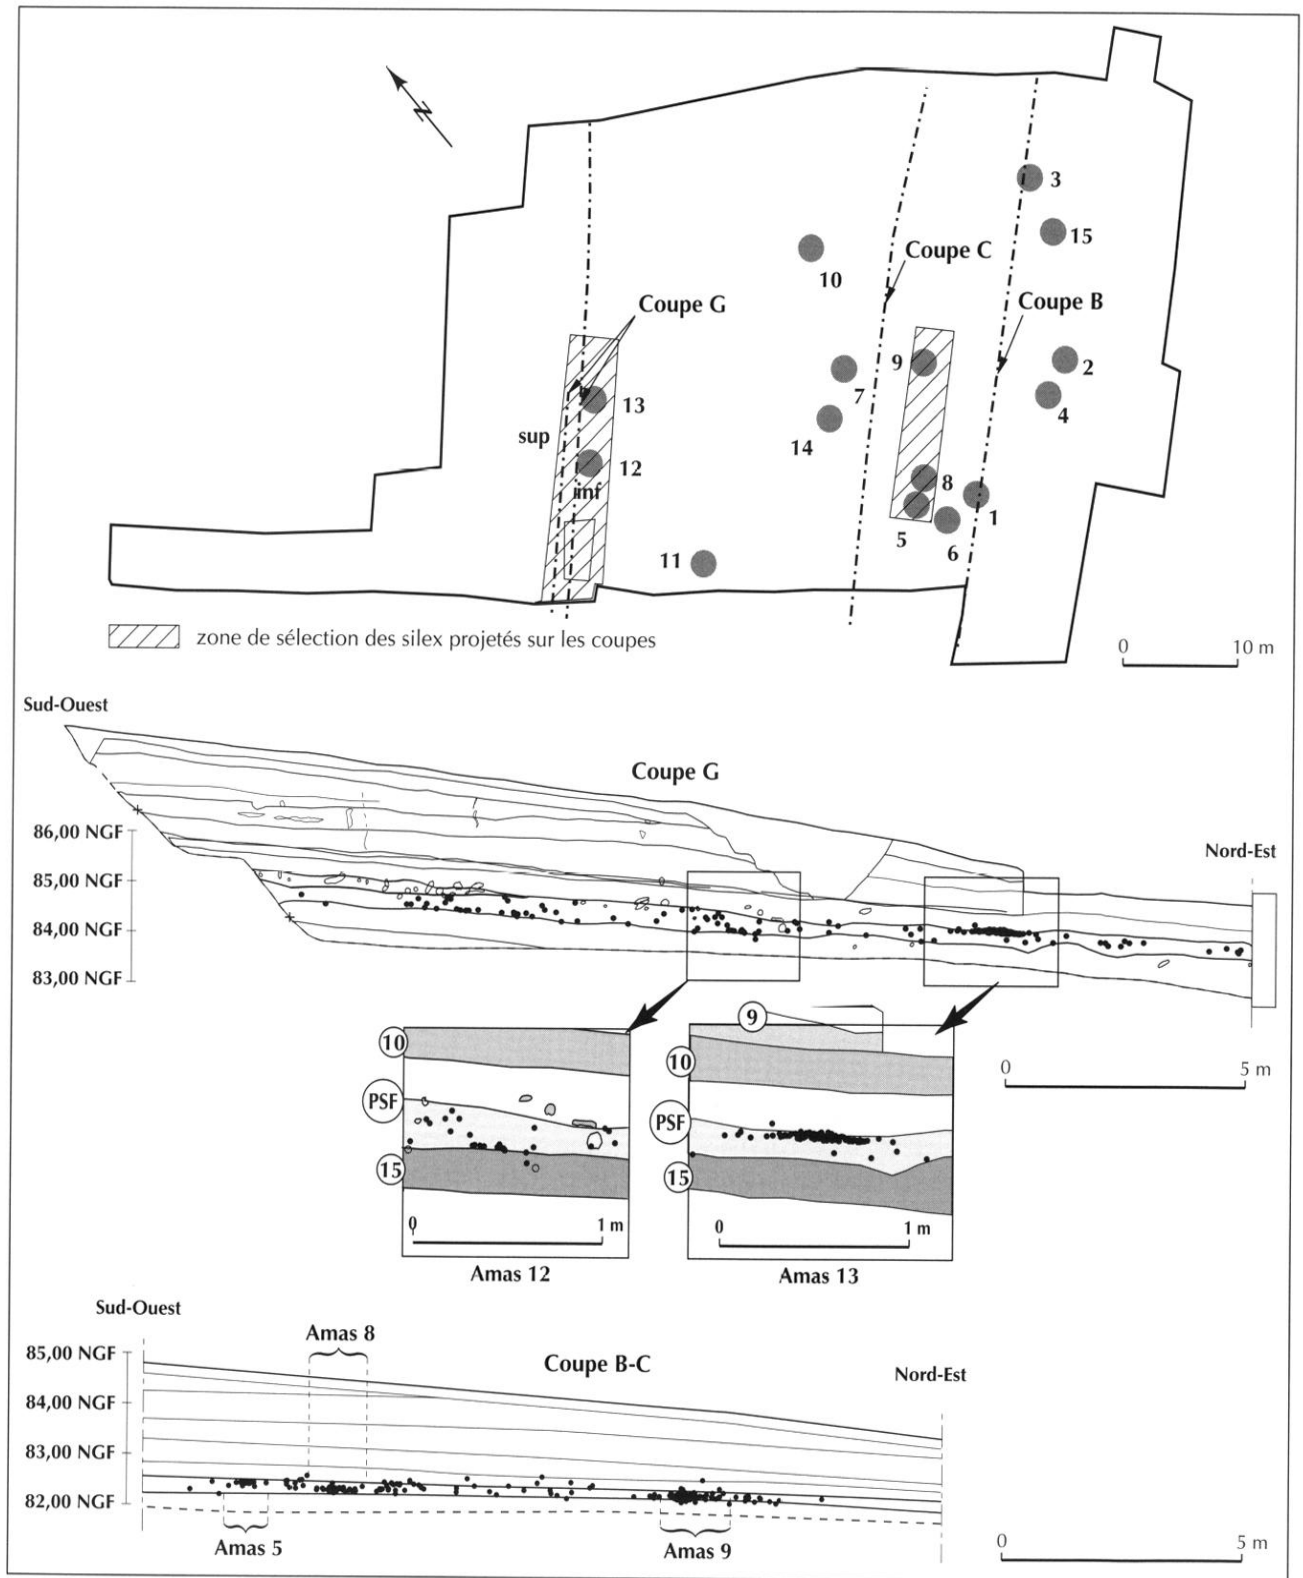 N
3
15
Coupe C
10
Coupe B
Coupe G
9
2
13
7
4
sup
14
12
8
inf
1
5
6
11
zone de sélection des silex projetés sur les coupes
0 10 m
Sud-Ouest
Coupe G
86,00 NGF
Nord-Est
85,00 NGF
84,00 NGF
83,00 NGF
9
10
10
0 5 m
PSF
PSF
15
15
0 1 m
0 1 m
Amas 12
Amas 13
Sud-Ouest
Amas 8
85,00 NGF
Coupe B-C
Nord-Est
84,00 NGF
83,00 NGF
82,00 NGF
Amas 5
Amas 9
0 5 m